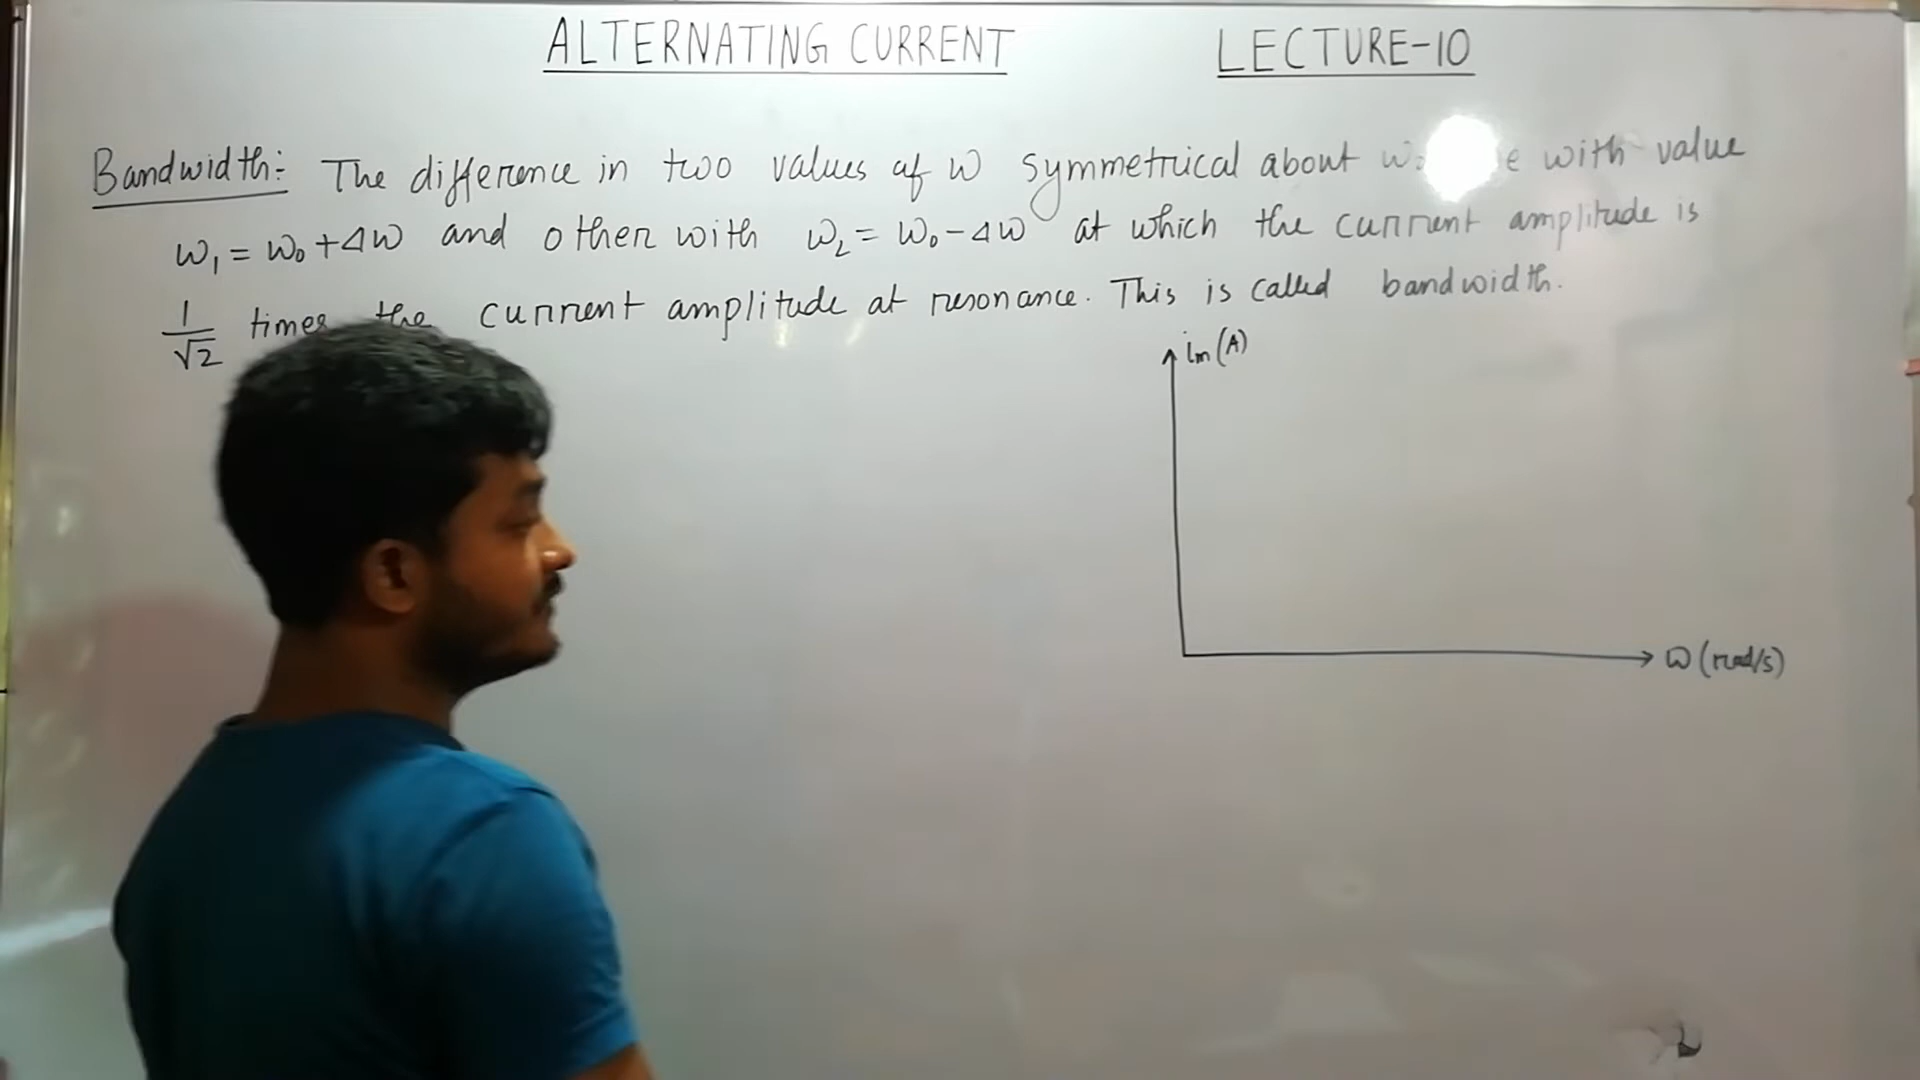 ALTERNATING CURRENT LECTURE-10
Bandwidth:- The difference in two values of ω symmetrical about with value
ω₁ = ω₀ + Δω and other with ω₂ = ω₀ - Δω at which the current amplitude is
1/√2 times the current amplitude at resonance. This is called bandwidth.
im (A)
ω (rad/s)